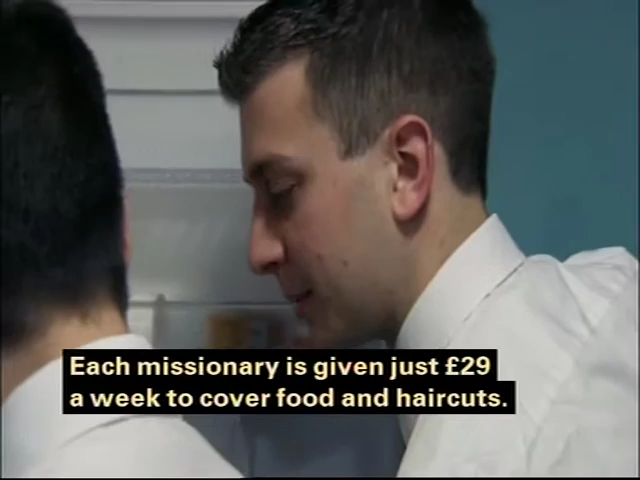 Each missionary is given just £29
a week to cover food and haircuts.